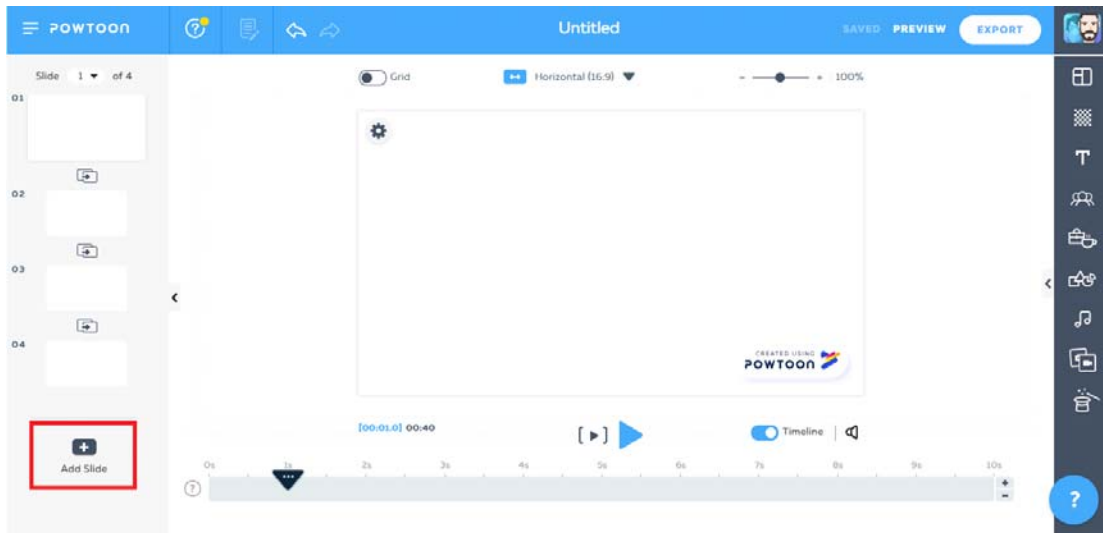 POWTOON
Untitled
SAVED PREVIEW EXPORT
Slide 1 of 4
Grid
Horizontal (16:9)
- + 100%
01
02
03
04
CREATED USING
POWTOON
Add Slide
[00:01.0] 00:40
Timeline
0s 1s 2s 3s 4s 5s 6s 7s 8s 9s 10s
+
-
?
?